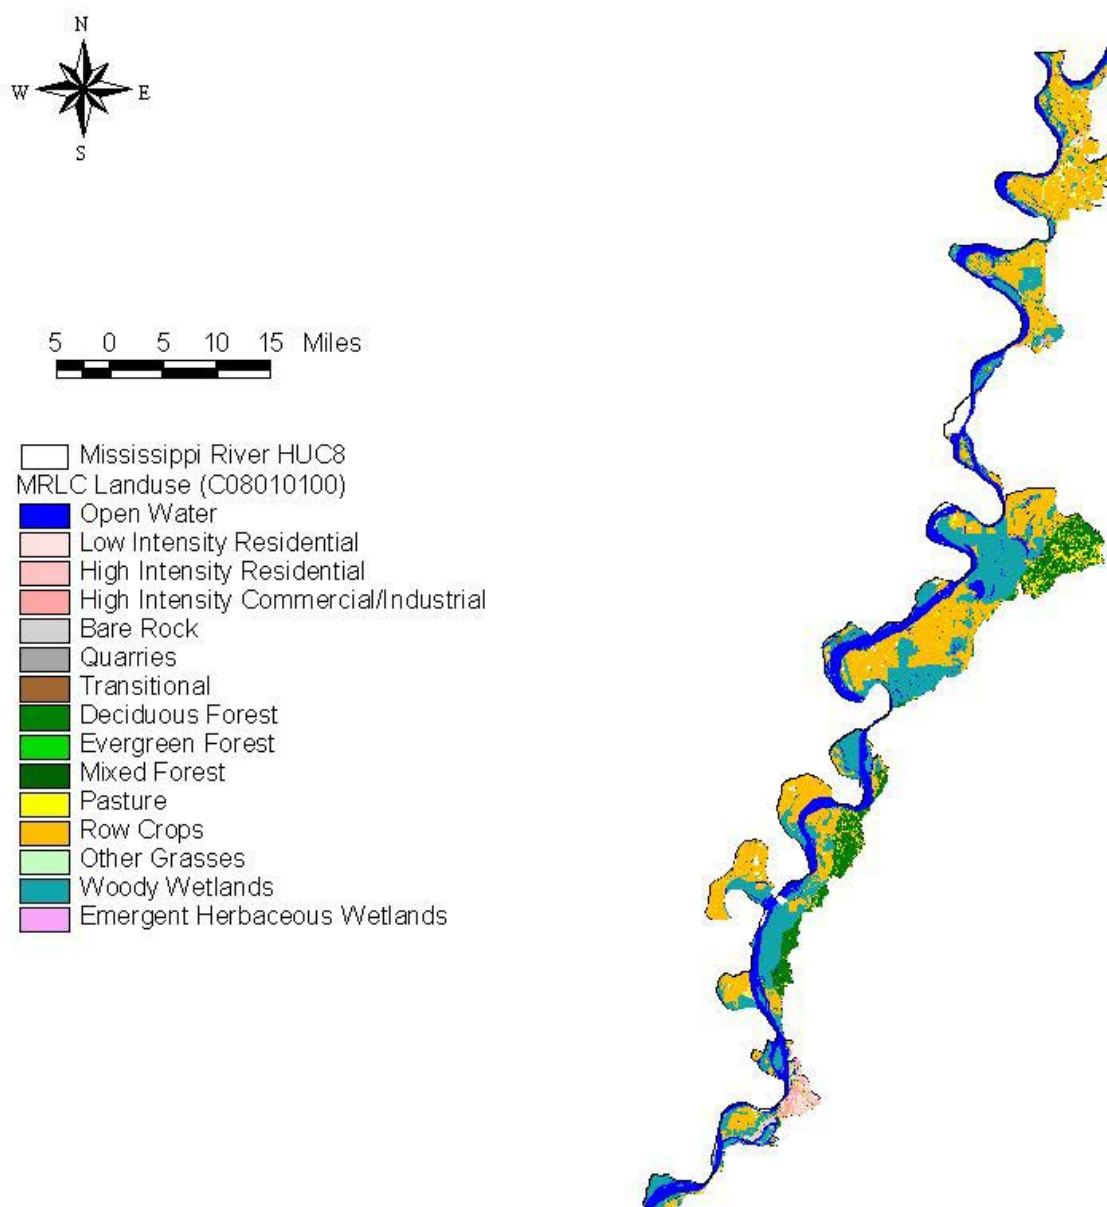 N
W E
S
5 0 5 10 15 Miles
Mississippi River HUC8
MRLC Landuse (C08010100)
Open Water
Low Intensity Residential
High Intensity Residential
High Intensity Commercial/Industrial
Bare Rock
Quarries
Transitional
Deciduous Forest
Evergreen Forest
Mixed Forest
Pasture
Row Crops
Other Grasses
Woody Wetlands
Emergent Herbaceous Wetlands